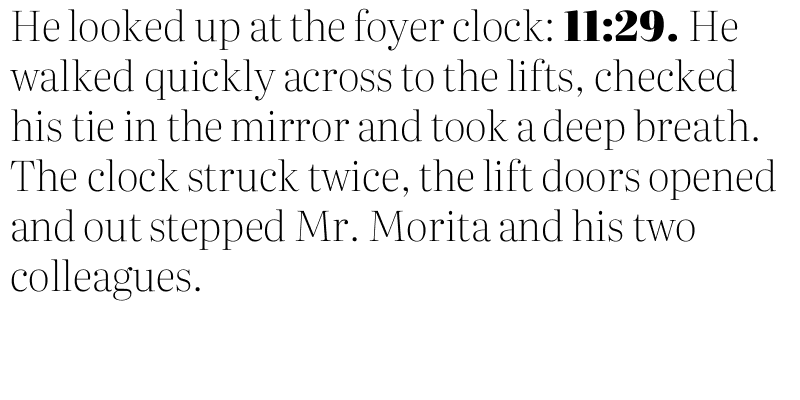 He looked up at the foyer clock: 11:29. He
walked quickly across to the lifts, checked
his tie in the mirror and took a deep breath.
The clock struck twice, the lift doors opened
and out stepped Mr. Morita and his two
colleagues.